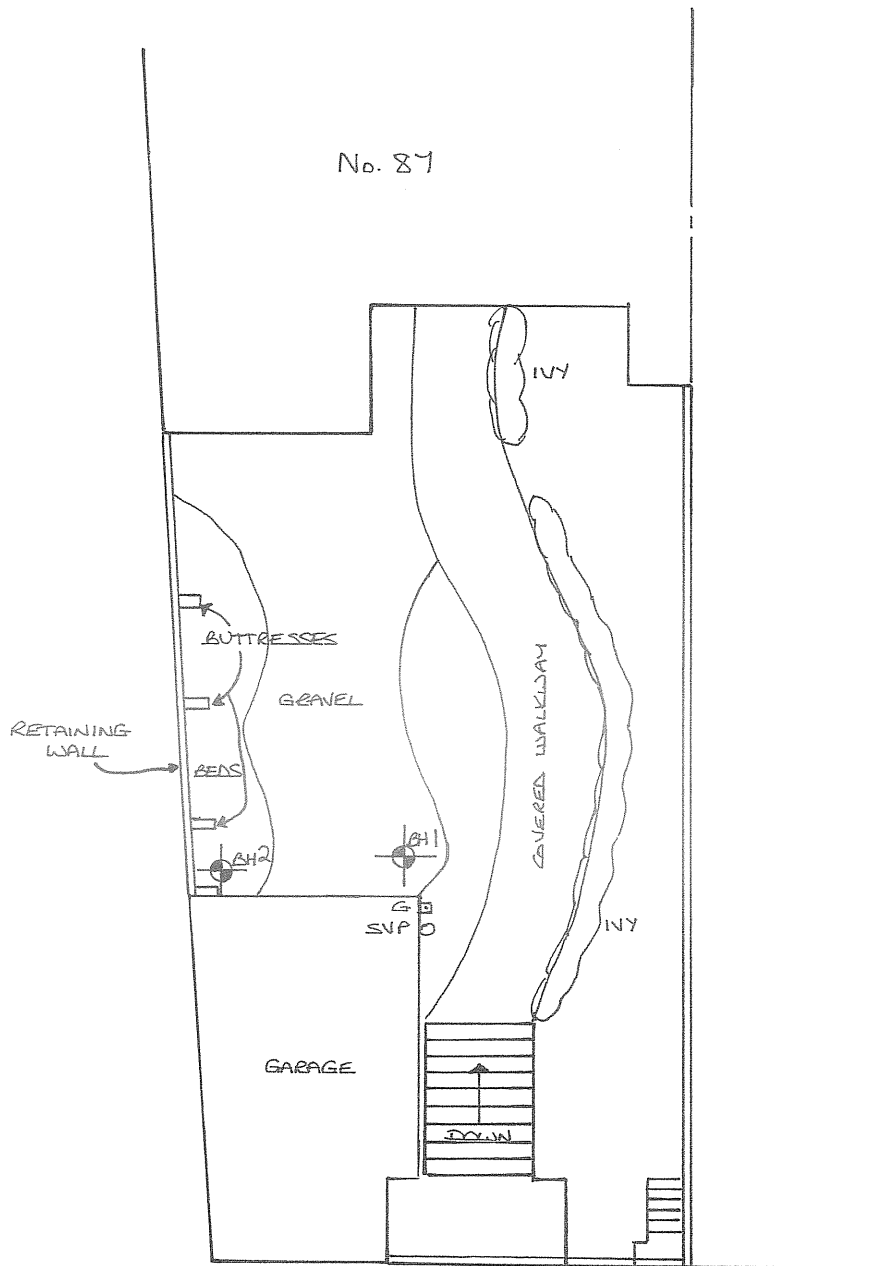 No. 87
IVY
BUTTRESSES
GRAVEL
RETAINING
WALL
BEDS
COVERED WALKWAY
BH1
BH2
G
SVP
IVY
GARAGE
DOWN